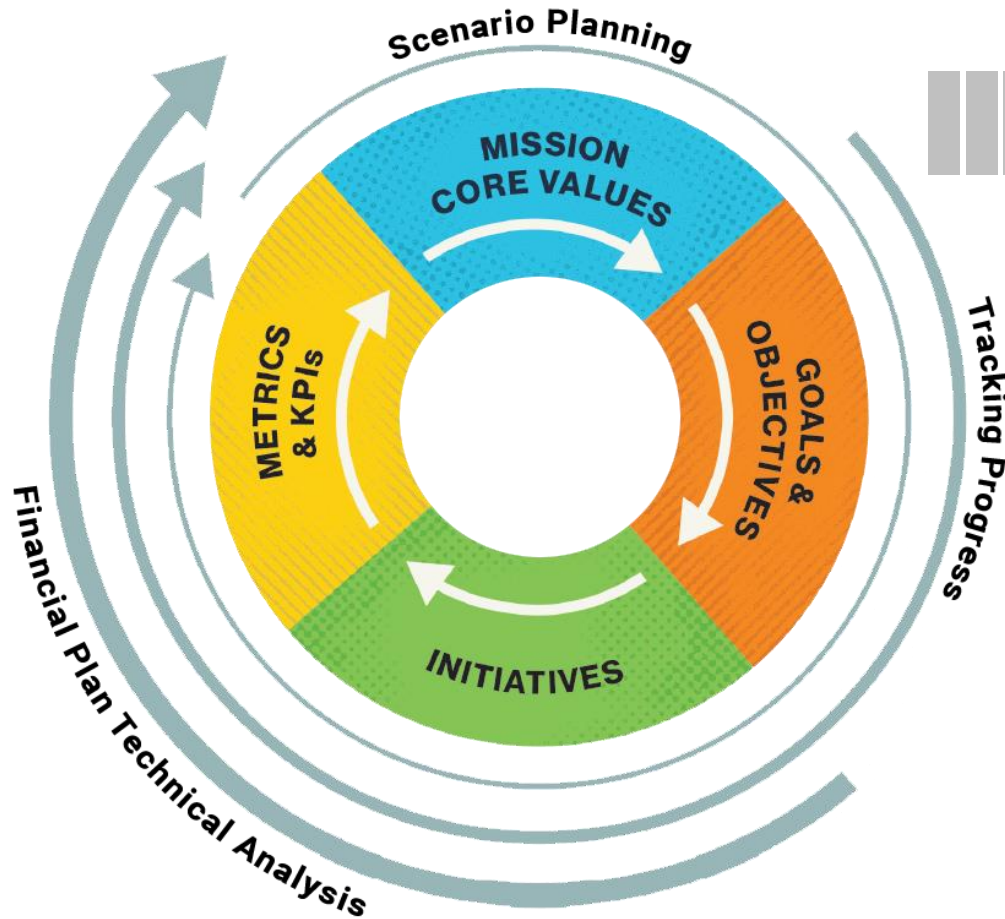 Scenario Planning
MISSION
CORE VALUES
GOALS &
OBJECTIVES
Tracking Progress
INITIATIVES
METRICS
& KPIs
Financial Plan Technical Analysis